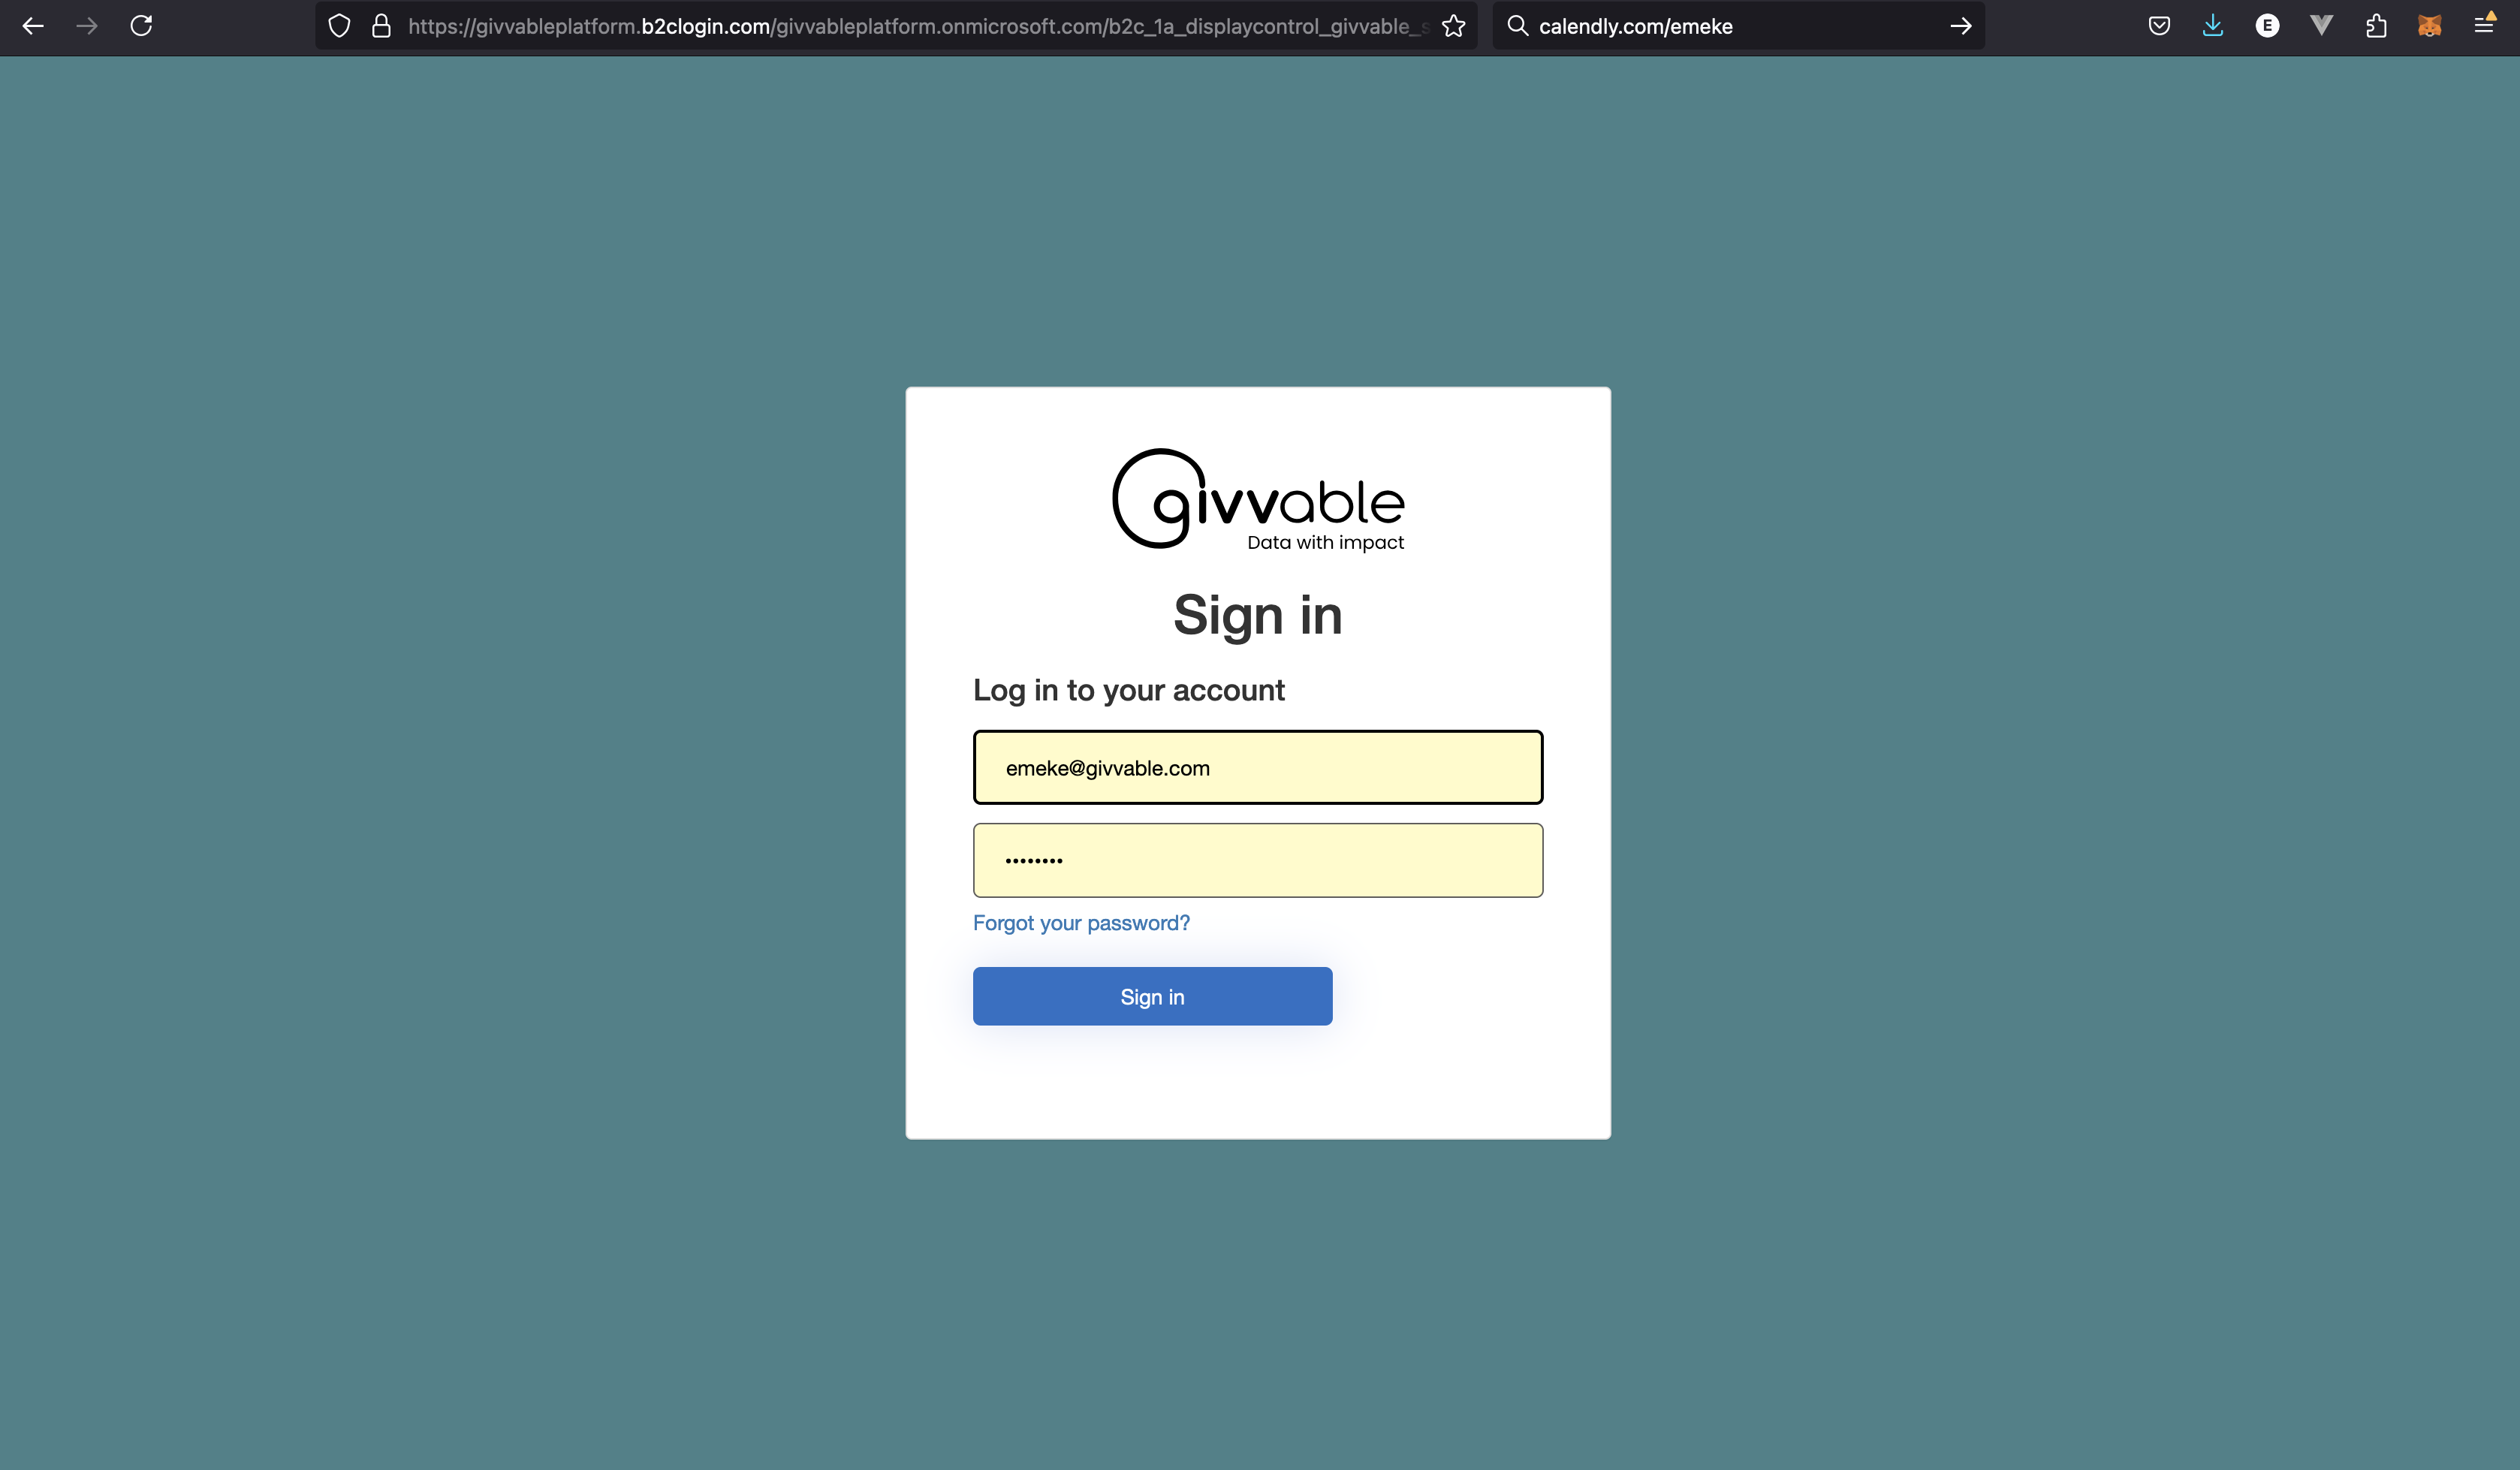 https://givvableplatform.b2clogin.com/givvableplatform.onmicrosoft.com/b2c_1a_displaycontrol_givvable_s
calendly.com/emeke
E
givvable
Data with impact
Sign in
Log in to your account
emeke@givvable.com
••••••••
Forgot your password?
Sign in